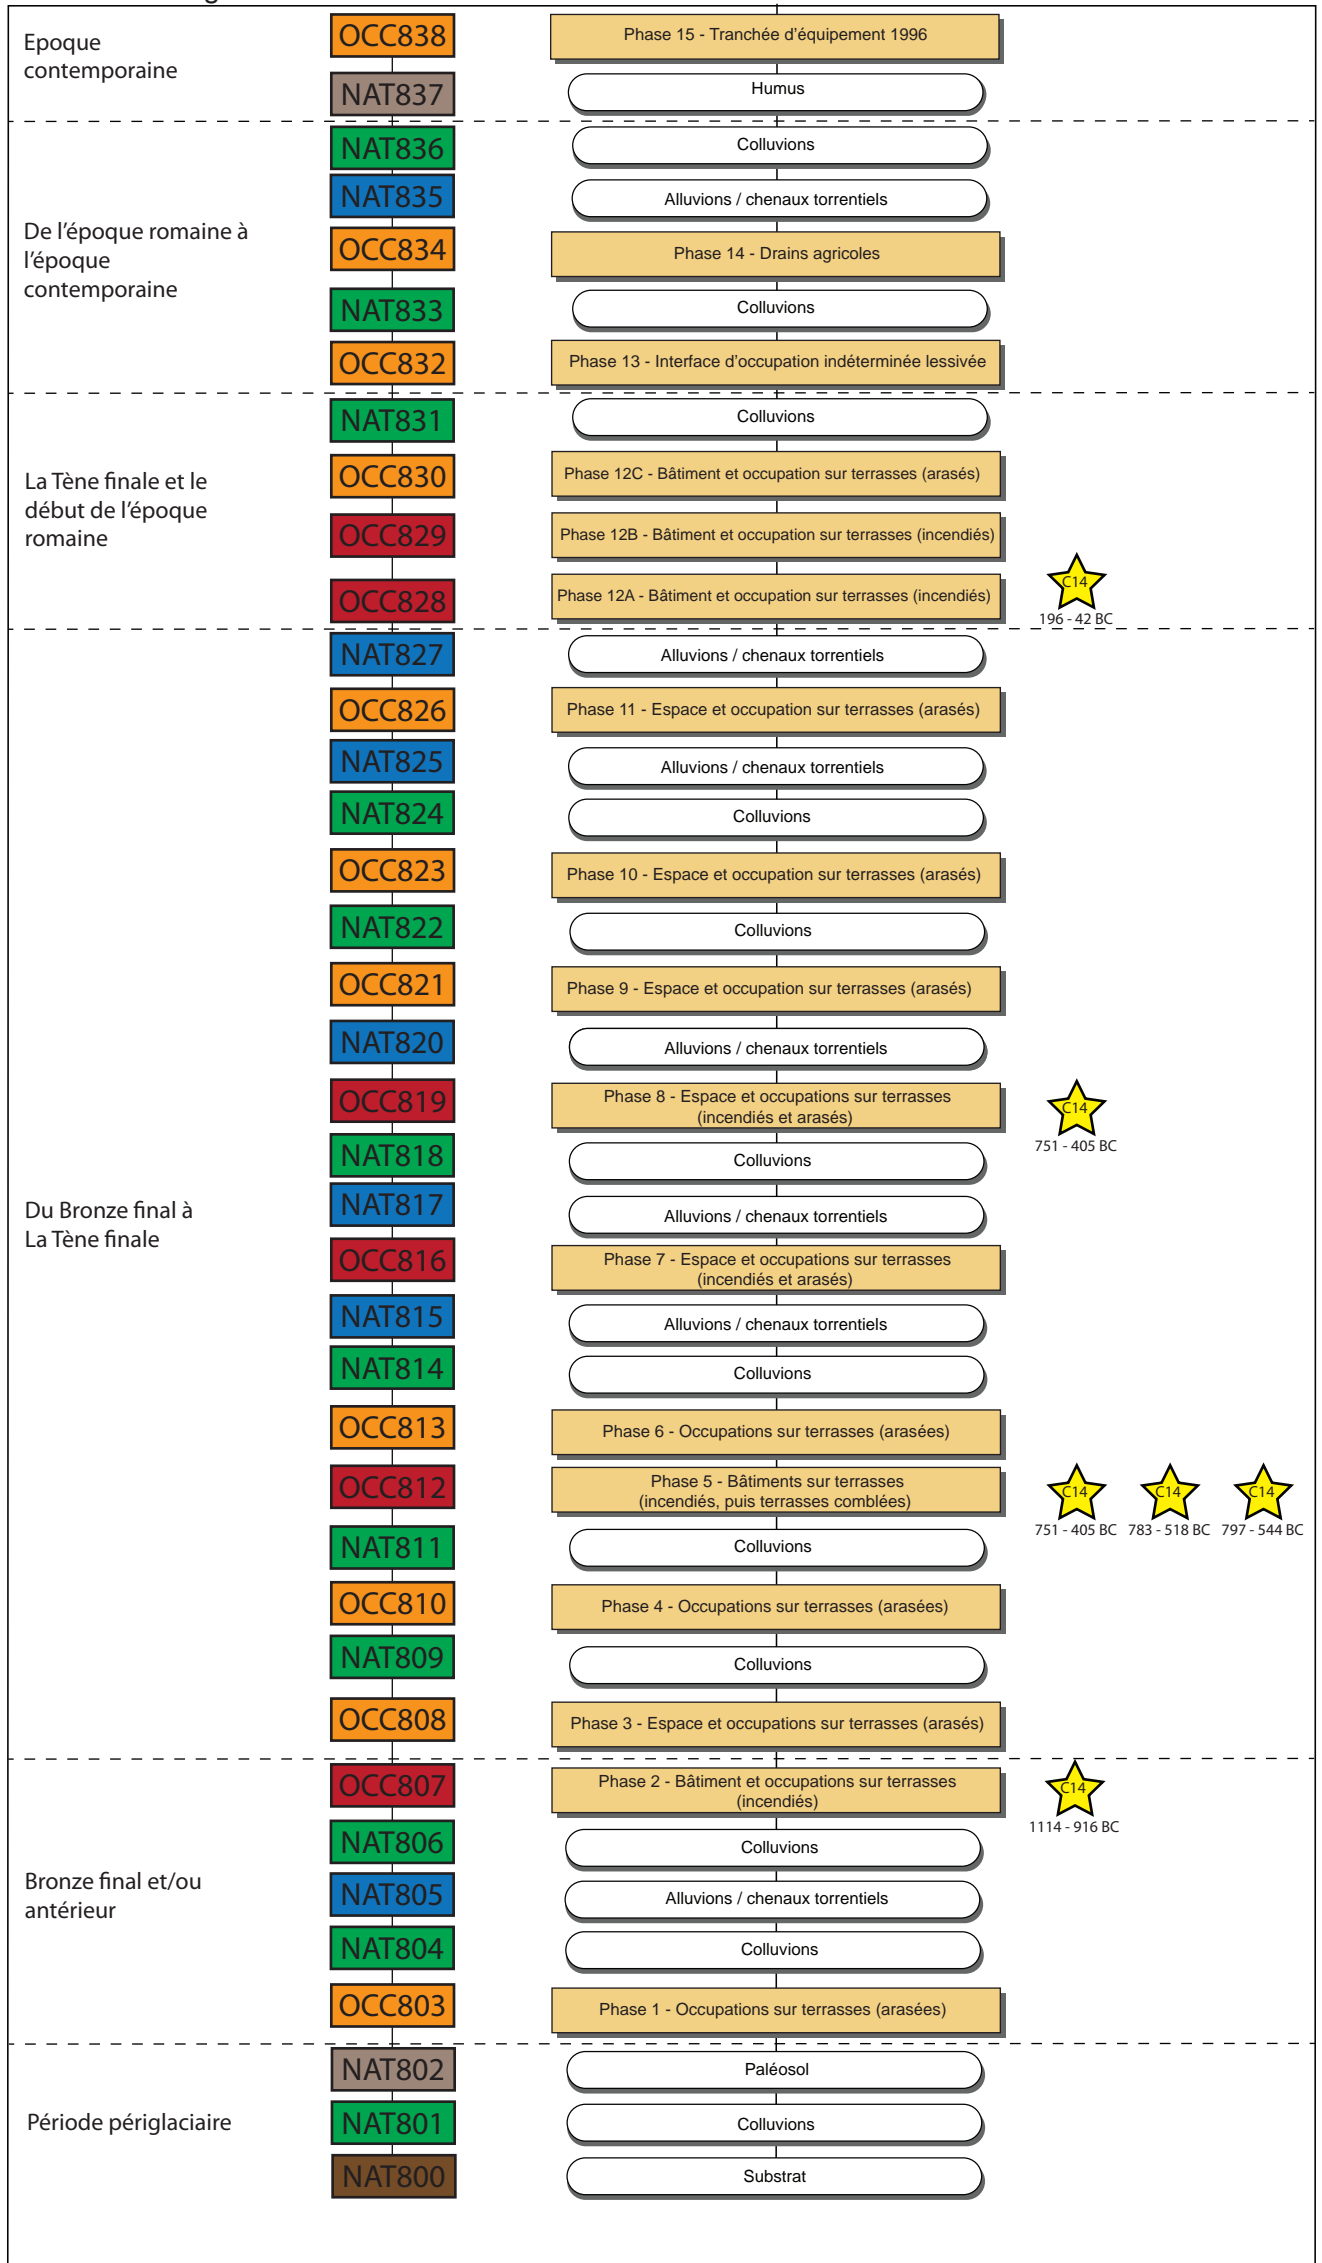 Epoque
contemporaine
OCC838
Phase 15 - Tranchée d'équipement 1996
NAT837
Humus
De l'époque romaine à
l'époque
contemporaine
NAT836
Colluvions
NAT835
Alluvions / chenaux torrentiels
OCC834
Phase 14 - Drains agricoles
NAT833
Colluvions
OCC832
Phase 13 - Interface d'occupation indéterminée lessivée
La Tène finale et le
début de l'époque
romaine
NAT831
Colluvions
OCC830
Phase 12C - Bâtiment et occupation sur terrasses (arasés)
OCC829
Phase 12B - Bâtiment et occupation sur terrasses (incendiés)
OCC828
Phase 12A - Bâtiment et occupation sur terrasses (incendiés)
C14
196 - 42 BC
Du Bronze final à
La Tène finale
NAT827
Alluvions / chenaux torrentiels
OCC826
Phase 11 - Espace et occupation sur terrasses (arasés)
NAT825
Alluvions / chenaux torrentiels
NAT824
Colluvions
OCC823
Phase 10 - Espace et occupation sur terrasses (arasés)
NAT822
Colluvions
OCC821
Phase 9 - Espace et occupation sur terrasses (arasés)
NAT820
Alluvions / chenaux torrentiels
OCC819
Phase 8 - Espace et occupations sur terrasses
(incendiés et arasés)
C14
751 - 405 BC
NAT818
Colluvions
NAT817
Alluvions / chenaux torrentiels
OCC816
Phase 7 - Espace et occupations sur terrasses
(incendiés et arasés)
NAT815
Alluvions / chenaux torrentiels
NAT814
Colluvions
OCC813
Phase 6 - Occupations sur terrasses (arasées)
OCC812
Phase 5 - Bâtiments sur terrasses
(incendiés, puis terrasses comblées)
C14 C14 C14
751 - 405 BC 783 - 518 BC 797 - 544 BC
NAT811
Colluvions
OCC810
Phase 4 - Occupations sur terrasses (arasées)
NAT809
Colluvions
OCC808
Phase 3 - Espace et occupations sur terrasses (arasés)
Bronze final et/ou
antérieur
OCC807
Phase 2 - Bâtiment et occupations sur terrasses
(incendiés)
C14
1114 - 916 BC
NAT806
Colluvions
NAT805
Alluvions / chenaux torrentiels
NAT804
Colluvions
OCC803
Phase 1 - Occupations sur terrasses (arasées)
Période périglaciaire
NAT802
Paléosol
NAT801
Colluvions
NAT800
Substrat